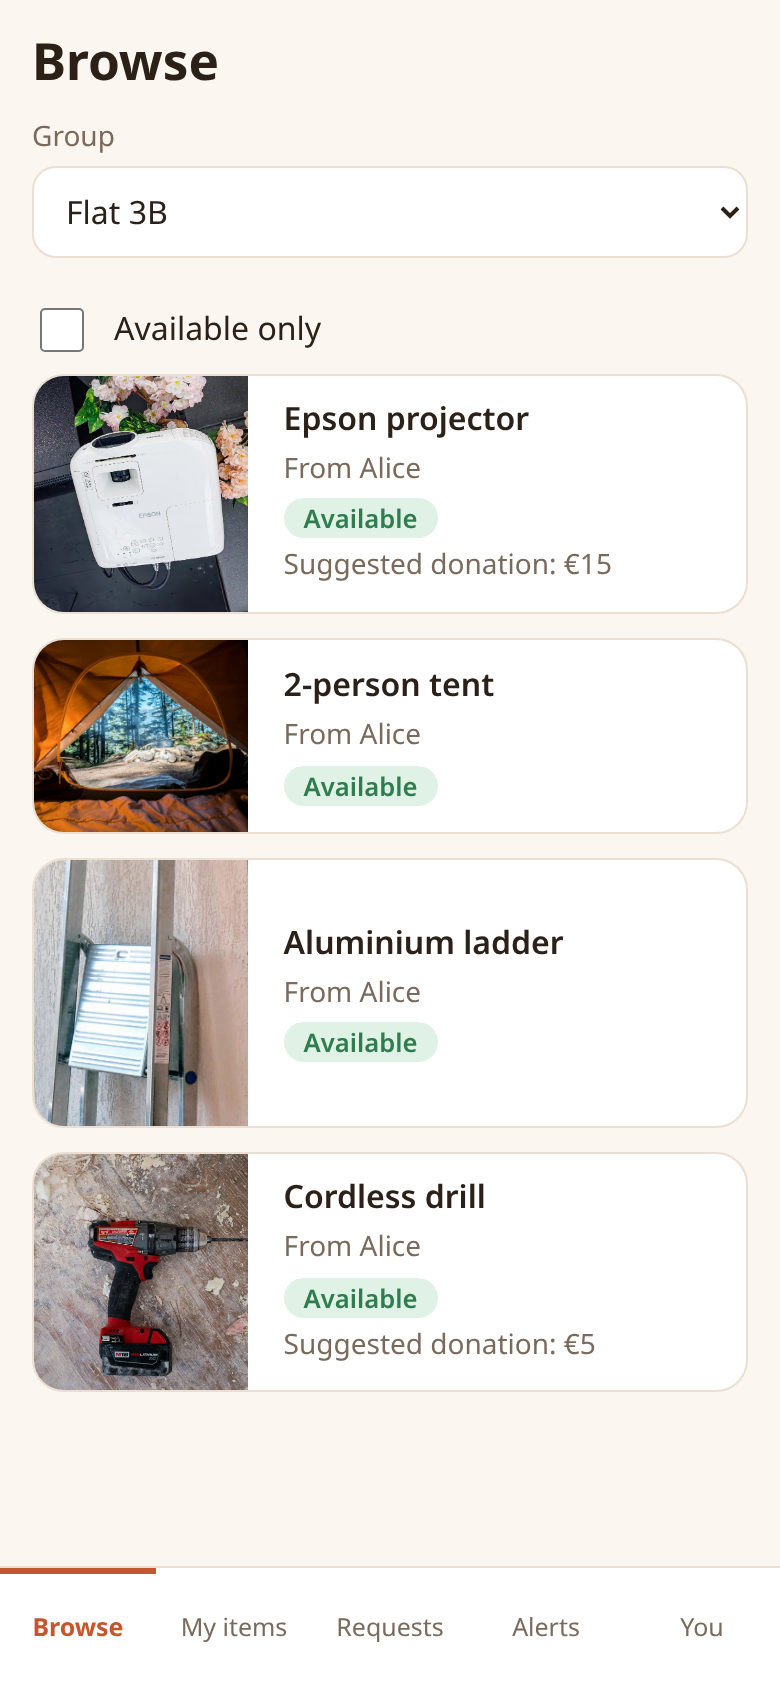 Browse
Group
Flat 3B
Available only
EPSON
Epson projector
From Alice
Available
Suggested donation: €15
2-person tent
From Alice
Available
Aluminium ladder
From Alice
Available
Cordless drill
From Alice
Available
Suggested donation: €5
Browse
My items
Requests
Alerts
You